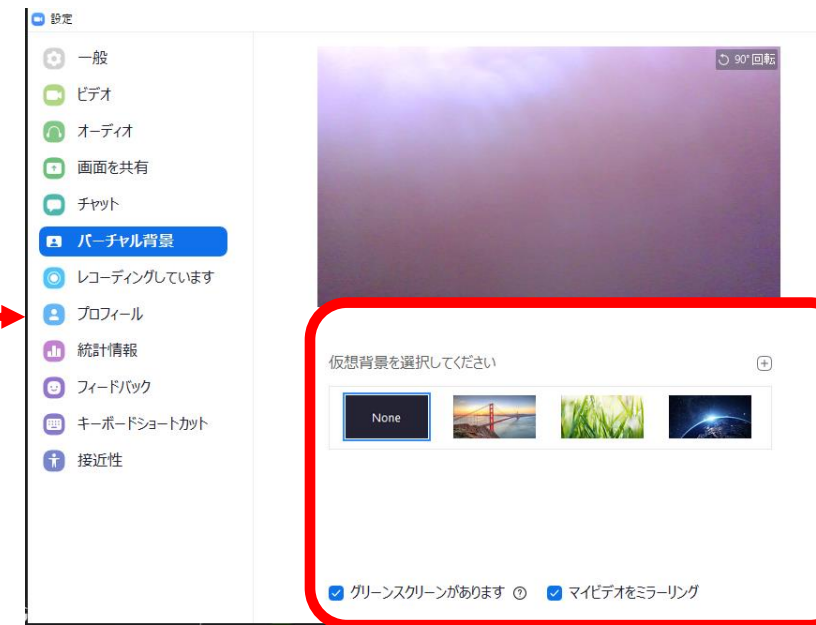 設定
一般
ビデオ
オーディオ
画面を共有
チャット
バーチャル背景
レコーディングしています
プロフィール
統計情報
フィードバック
キーボードショートカット
接近性
90°回転
仮想背景を選択してください
None
グリーンスクリーンがあります
マイビデオをミラーリング